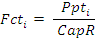 Fct_i = Ppt_i / CapR